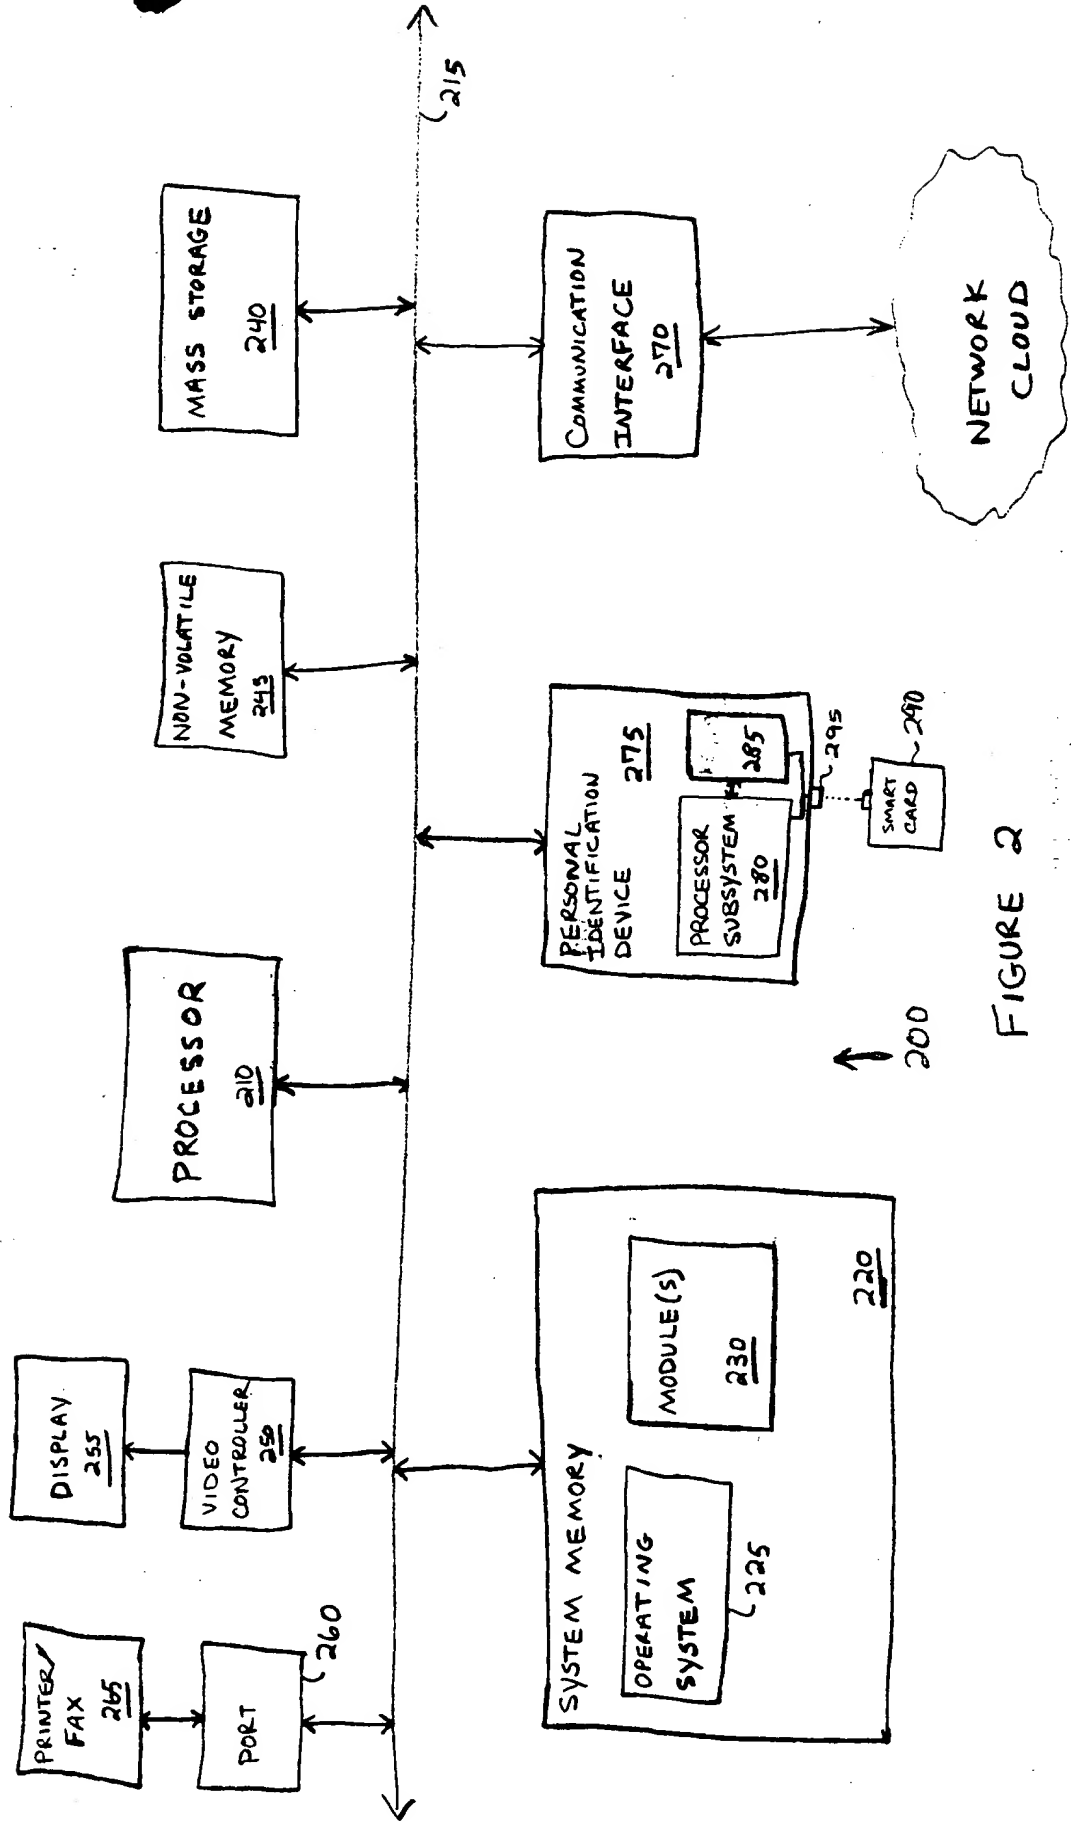 PRINTER/
FAX
265
PORT
260
DISPLAY
255
VIDEO
CONTROLLER
250
PROCESSOR
210
NON-VOLATILE
MEMORY
243
MASS STORAGE
240
215
SYSTEM MEMORY
OPERATING
SYSTEM
225
MODULE(S)
230
220
PERSONAL
IDENTIFICATION
DEVICE
275
PROCESSOR
SUBSYSTEM
280
285
295
SMART
CARD
290
COMMUNICATION
INTERFACE
270
NETWORK
CLOUD
200
FIGURE 2